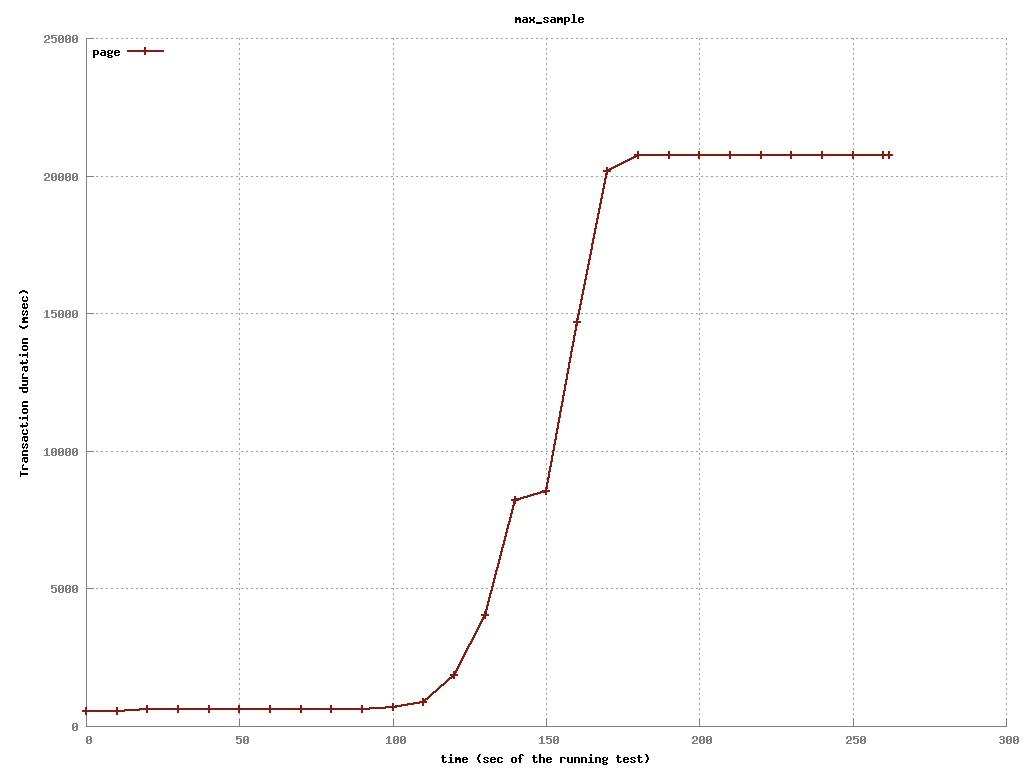 max_sample
25000
page
20000
15000
10000
5000
0
0 50 100 150 200 250 300
Transaction duration (msec)
time (sec of the running test)